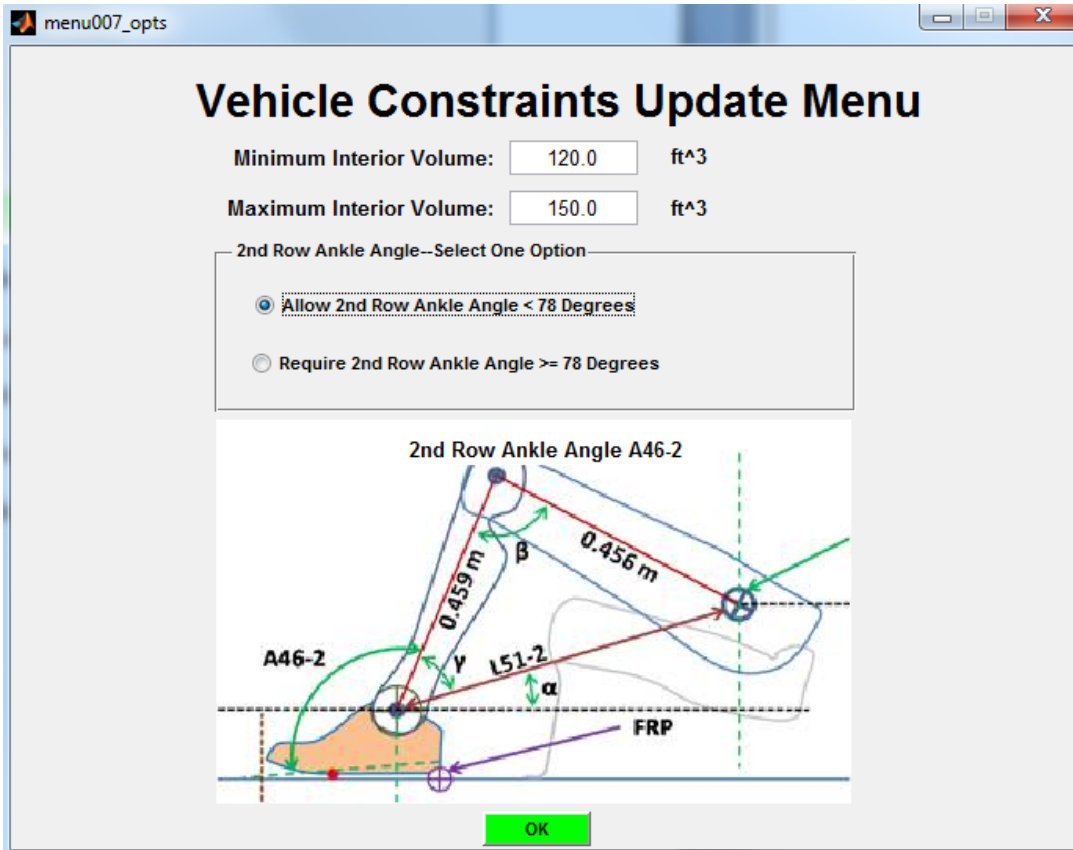 menu007_opts
Vehicle Constraints Update Menu
Minimum Interior Volume: 120.0 ft^3
Maximum Interior Volume: 150.0 ft^3
2nd Row Ankle Angle--Select One Option
Allow 2nd Row Ankle Angle < 78 Degrees
Require 2nd Row Ankle Angle >= 78 Degrees
2nd Row Ankle Angle A46-2
β
0.456 m
0.459 m
A46-2
γ
L51-2
α
FRP
OK